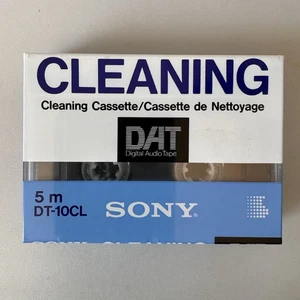 CLEANING
Cleaning Cassette/Cassette de Nettoyage
DAT
Digital Audio Tape
5 m
DT-10CL
SONY